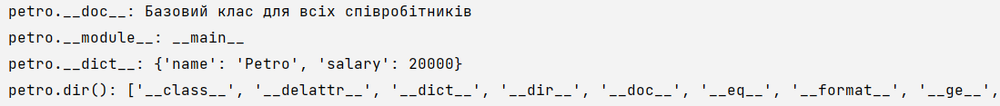 petro.__doc__: Базовий клас для всіх співробітників
petro.__module__: __main__
petro.__dict__: {'name': 'Petro', 'salary': 20000}
petro.dir(): ['__class__', '__delattr__', '__dict__', '__dir__', '__doc__', '__eq__', '__format__', '__ge__',